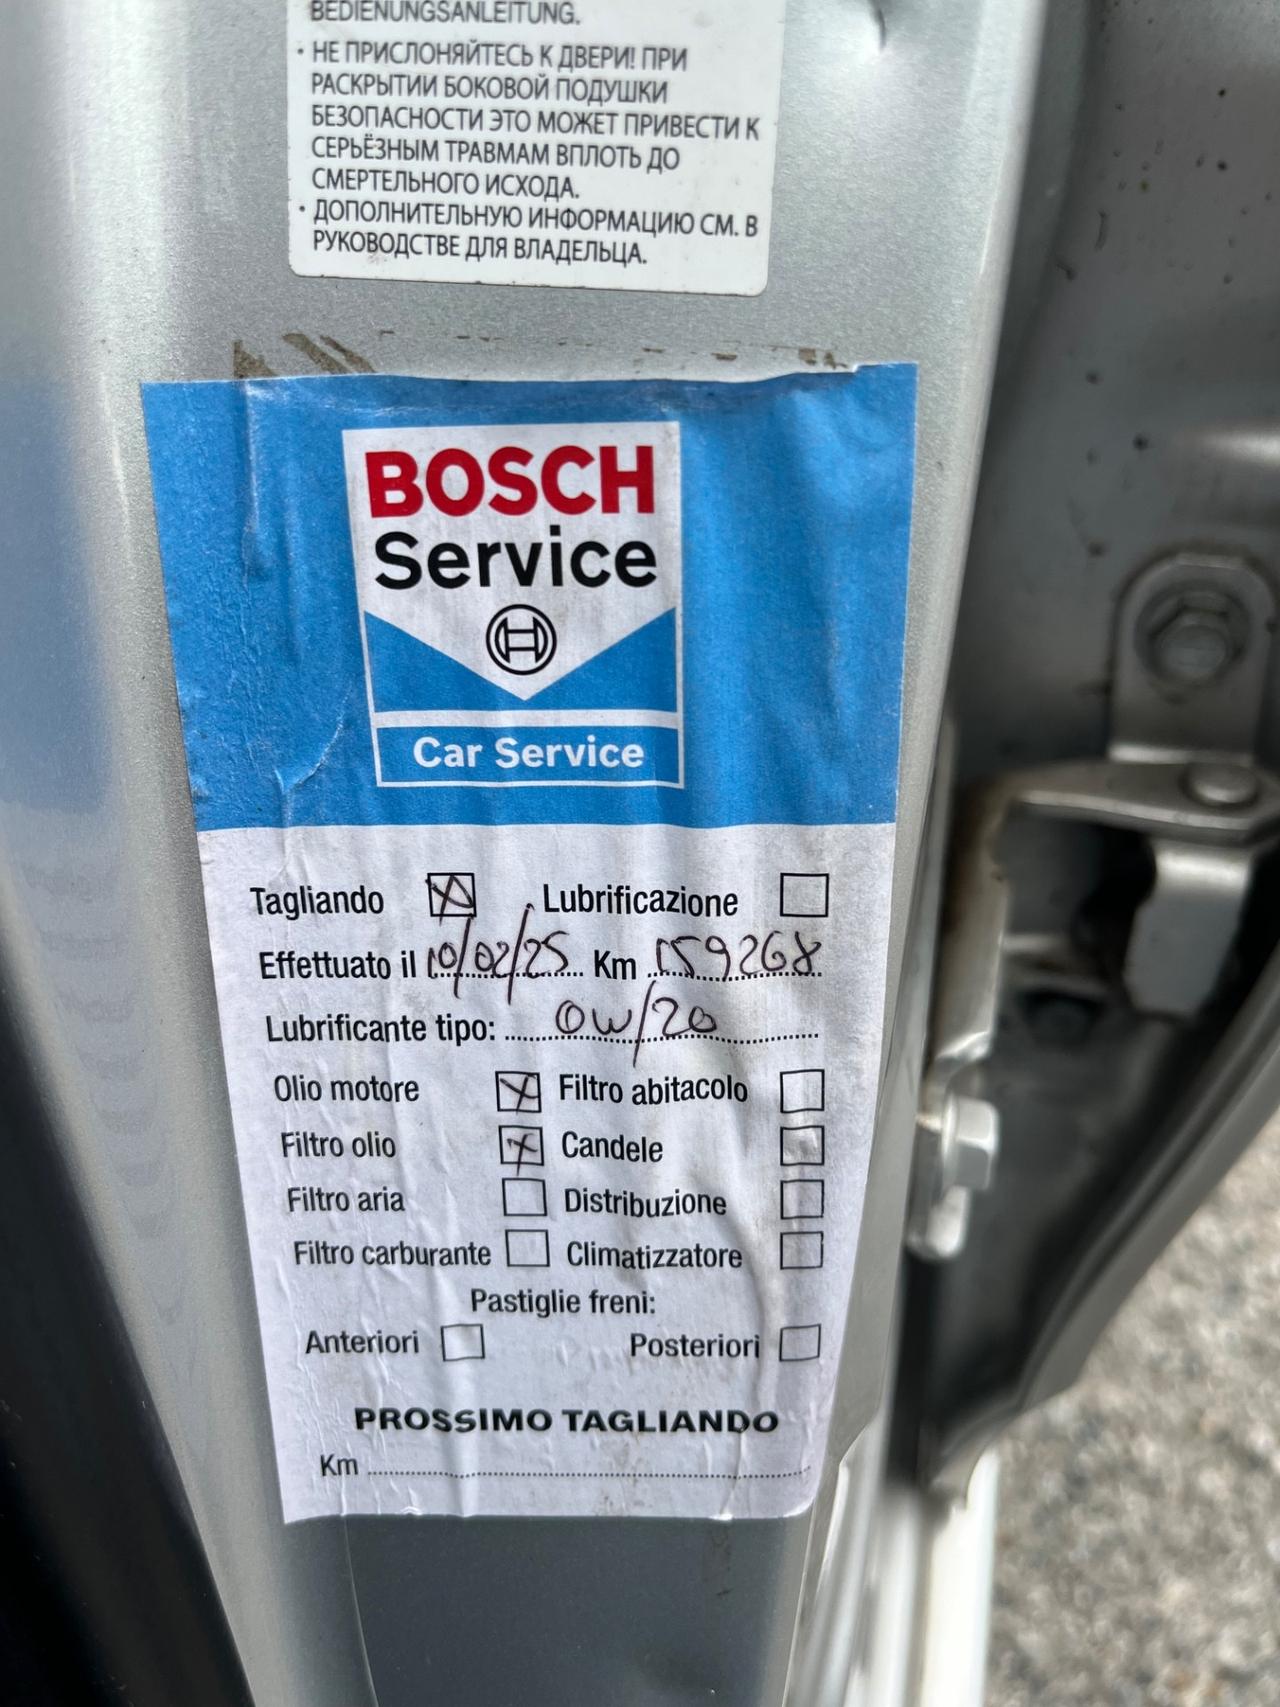 BEDIENUNGSANLEITUNG.
· НЕ ПРИСЛОНЯЙТЕСЬ К ДВЕРИ! ПРИ
РАСКРЫТИИ БОКОВОЙ ПОДУШКИ
БЕЗОПАСНОСТИ ЭТО МОЖЕТ ПРИВЕСТИ К
СЕРЬЁЗНЫМ ТРАВМАМ ВПЛОТЬ ДО
СМЕРТЕЛЬНОГО ИСХОДА.
· ДОПОЛНИТЕЛЬНУЮ ИНФОРМАЦИЮ СМ. В
РУКОВОДСТВЕ ДЛЯ ВЛАДЕЛЬЦА.
BOSCH
Service
Car Service
Tagliando Lubrificazione
Effettuato il 10/02/25 Km 159268
Lubrificante tipo: 0W/20
Olio motore Filtro abitacolo
Filtro olio Candele
Filtro aria Distribuzione
Filtro carburante Climatizzatore
Pastiglie freni:
Anteriori Posteriori
PROSSIMO TAGLIANDO
Km